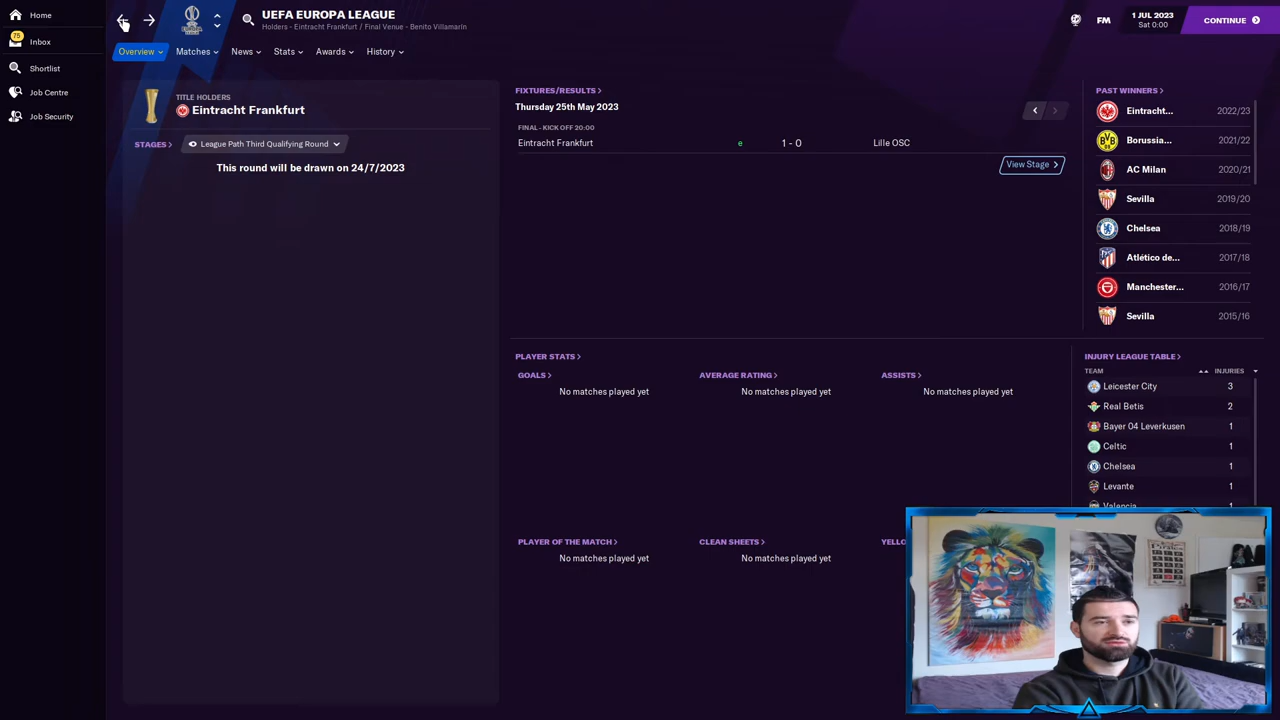 Home
75
Inbox
Shortlist
Job Centre
Job Security
UEFA EUROPA LEAGUE
Holders - Eintracht Frankfurt / Final Venue - Benito Villamarín
FM
1 JUL 2023
Sat 0:00
CONTINUE
Overview
Matches
News
Stats
Awards
History
TITLE HOLDERS
Eintracht Frankfurt
STAGES
League Path Third Qualifying Round
This round will be drawn on 24/7/2023
FIXTURES/RESULTS
Thursday 25th May 2023
FINAL - KICK OFF 20:00
Eintracht Frankfurt e 1 - 0 Lille OSC
View Stage
PAST WINNERS
Eintracht... 2022/23
Borussia... 2021/22
AC Milan 2020/21
Sevilla 2019/20
Chelsea 2018/19
Atlético de... 2017/18
Manchester... 2016/17
Sevilla 2015/16
PLAYER STATS
GOALS
No matches played yet
AVERAGE RATING
No matches played yet
ASSISTS
No matches played yet
PLAYER OF THE MATCH
No matches played yet
CLEAN SHEETS
No matches played yet
YELLO
INJURY LEAGUE TABLE
TEAM INJURIES
Leicester City 3
Real Betis 2
Bayer 04 Leverkusen 1
Celtic 1
Chelsea 1
Levante 1
Valencia